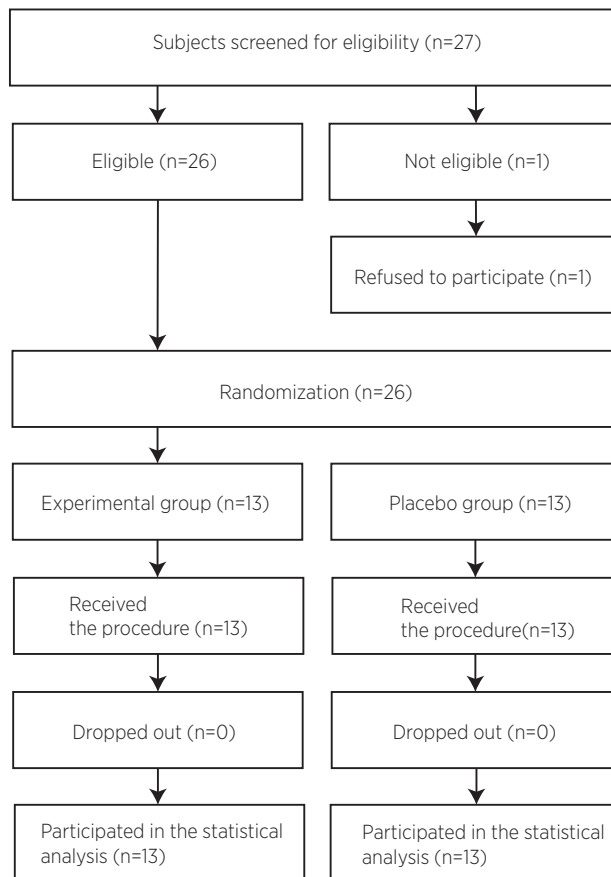 Subjects screened for eligibility (n=27)
Eligible (n=26)
Not eligible (n=1)
Refused to participate (n=1)
Randomization (n=26)
Experimental group (n=13)
Placebo group (n=13)
Received
the procedure (n=13)
Received
the procedure(n=13)
Dropped out (n=0)
Dropped out (n=0)
Participated in the statistical
analysis (n=13)
Participated in the statistical
analysis (n=13)